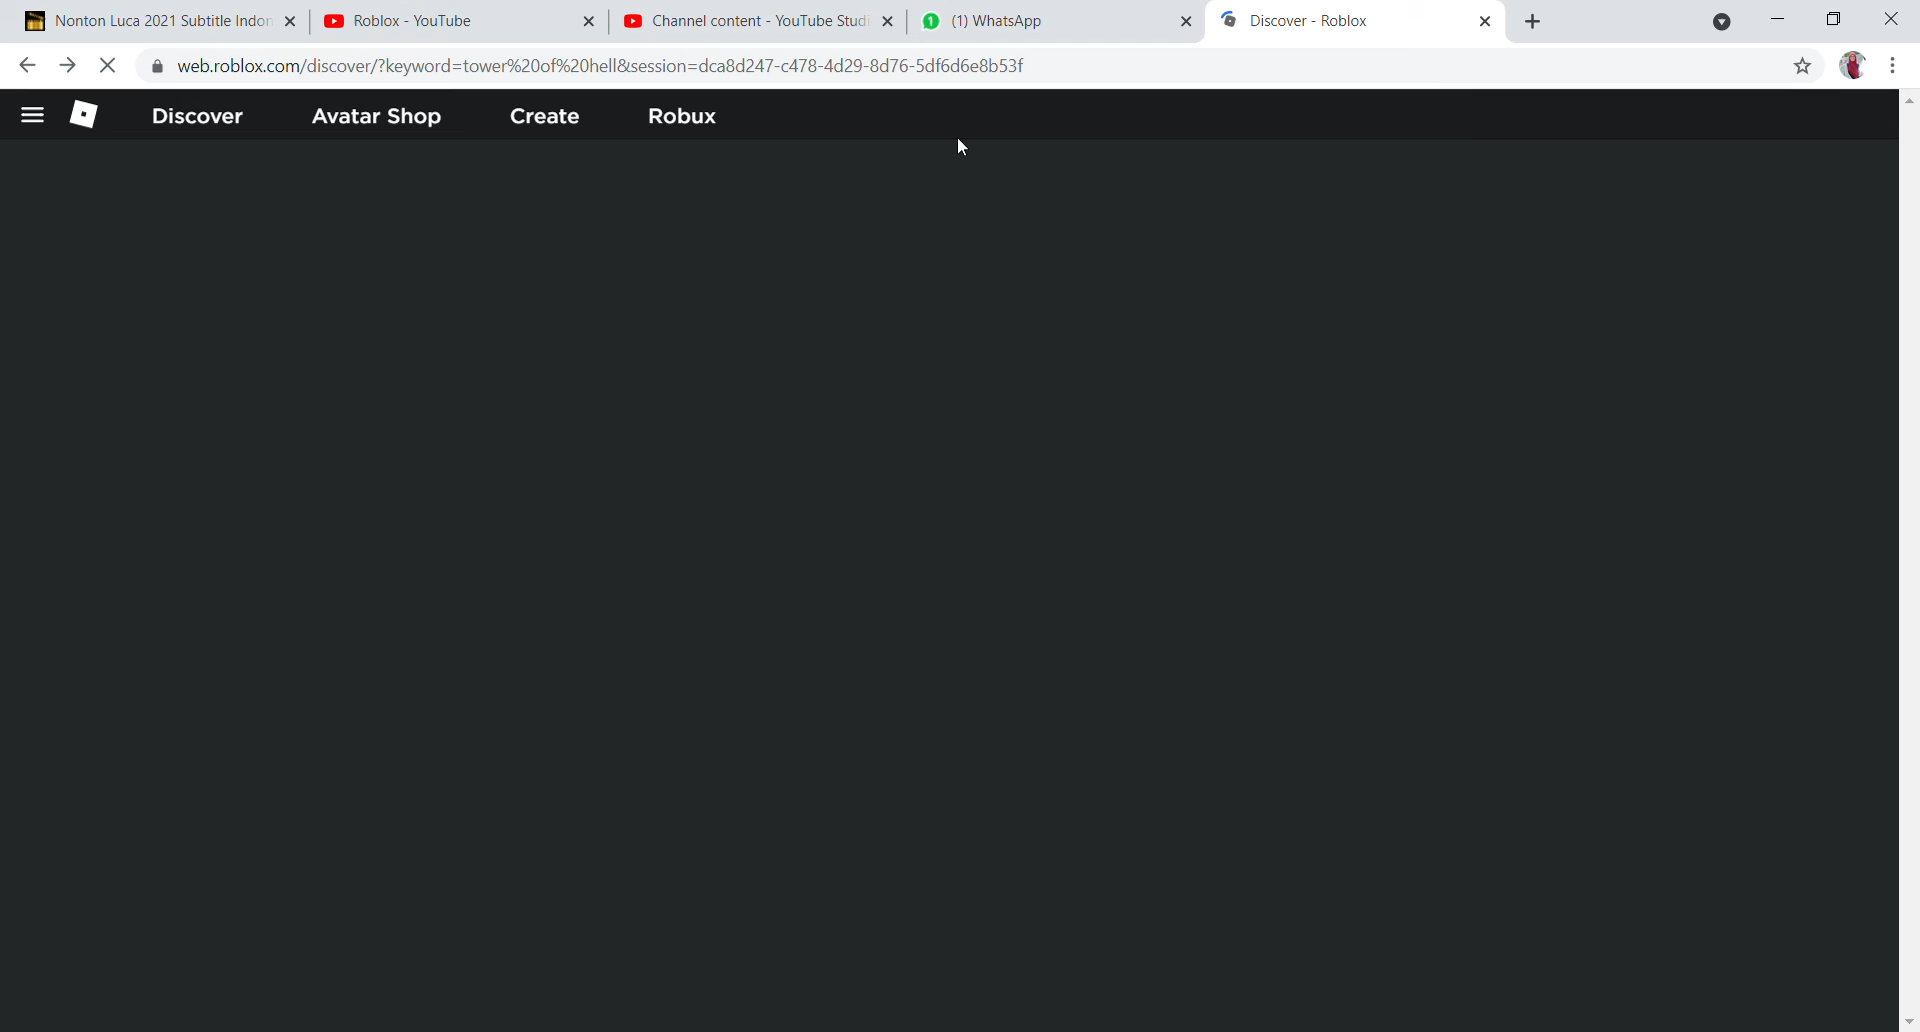 Nonton Luca 2021 Subtitle Indon
Roblox - YouTube
Channel content - YouTube Studi
(1) WhatsApp
Discover - Roblox
web.roblox.com/discover/?keyword=tower%20of%20hell&session=dca8d247-c478-4d29-8d76-5df6d6e8b53f
Discover
Avatar Shop
Create
Robux